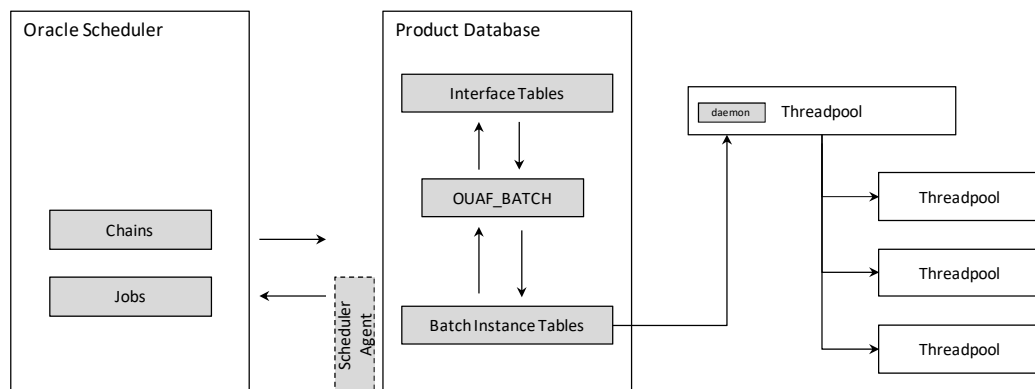 Oracle Scheduler
Product Database
Interface Tables
daemon
Threadpool
OUAF_BATCH
Threadpool
Chains
Threadpool
Jobs
Scheduler
Agent
Batch Instance Tables
Threadpool